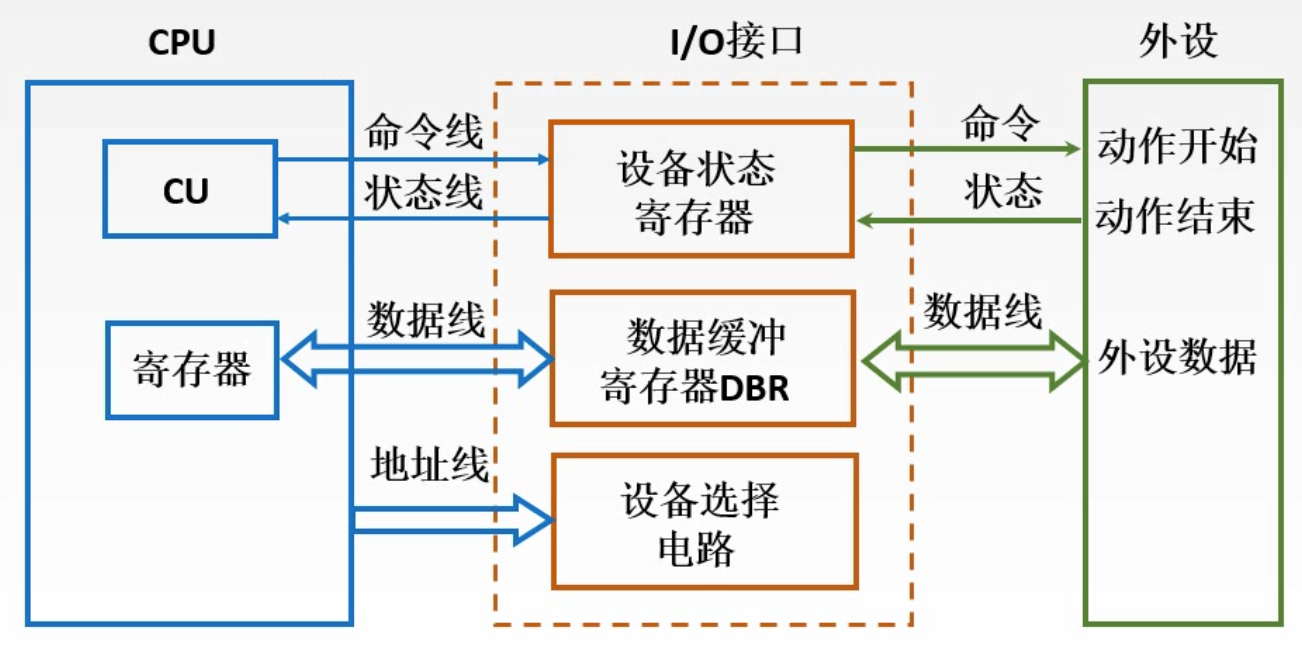 CPU
I/O接口
外设
命令线
命令
CU
设备状态
寄存器
动作开始
状态线
状态
动作结束
数据线
数据线
寄存器
数据缓冲
寄存器DBR
外设数据
地址线
设备选择
电路